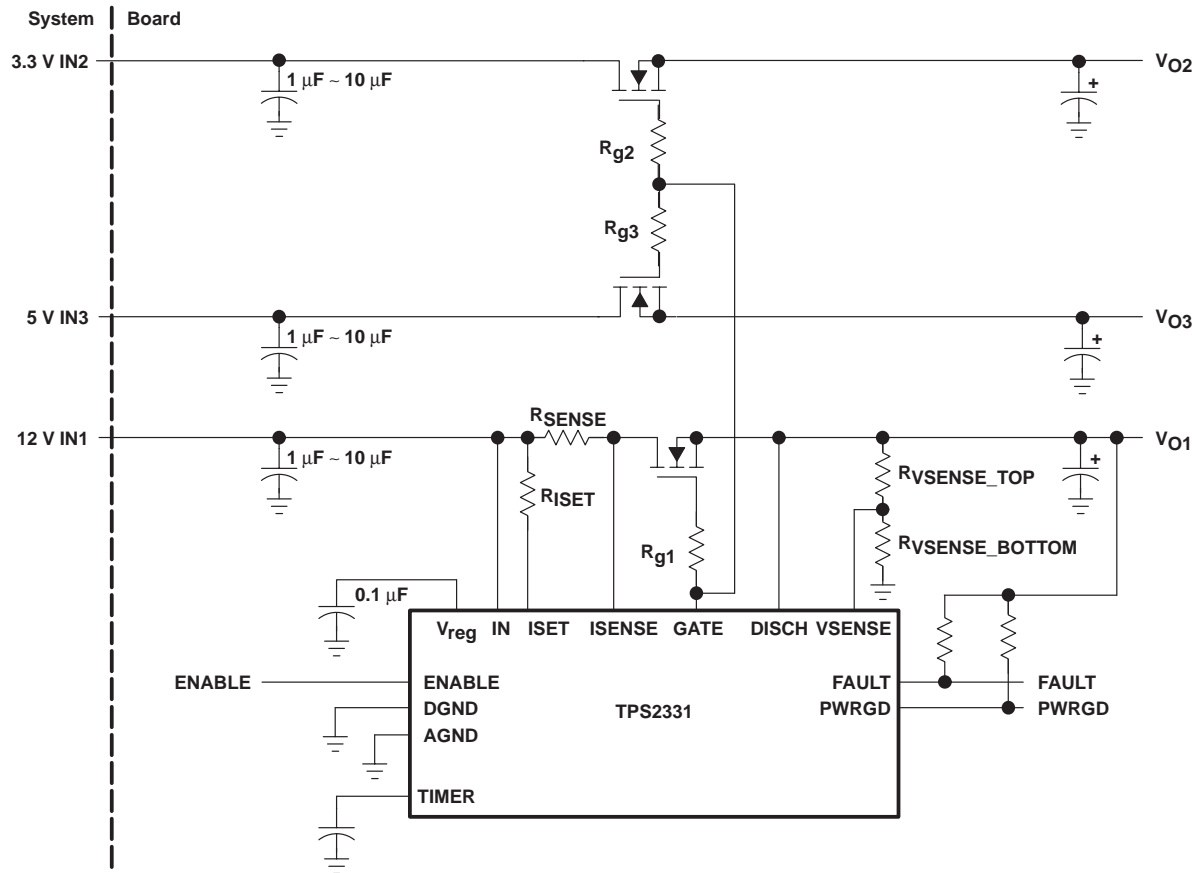 System
Board
3.3 V IN2
1 μF ~ 10 μF
+
VO2
Rg2
Rg3
5 V IN3
1 μF ~ 10 μF
+
VO3
RSENSE
12 V IN1
1 μF ~ 10 μF
+
VO1
RISET
RVSENSE_TOP
Rg1
RVSENSE_BOTTOM
0.1 μF
Vreg IN ISET ISENSE GATE DISCH VSENSE
ENABLE
ENABLE
FAULT
FAULT
DGND
TPS2331
PWRGD
PWRGD
AGND
TIMER